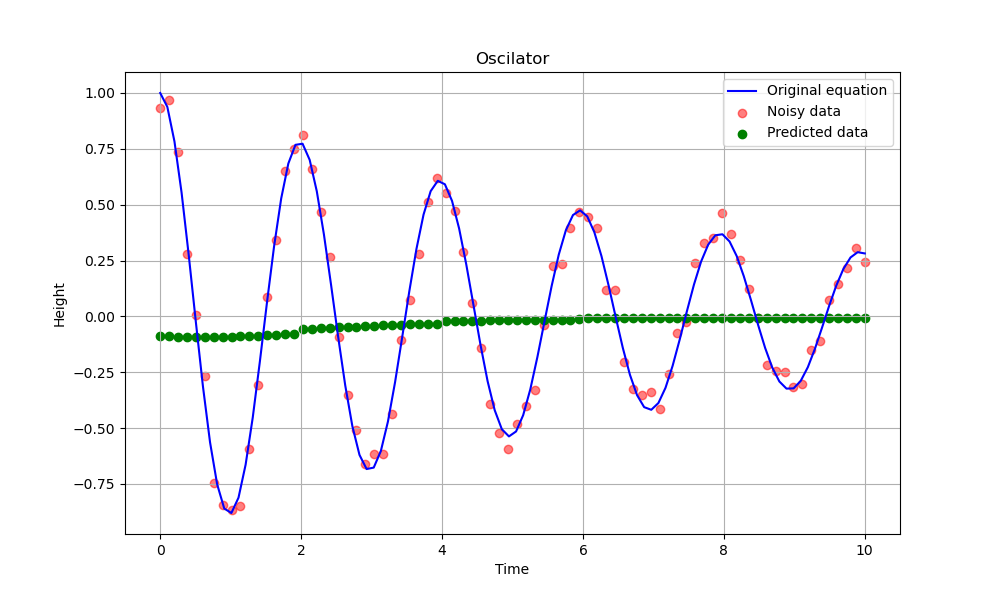 Oscilator
Original equation
Noisy data
Predicted data
1.00
0.75
0.50
0.25
0.00
−0.25
−0.50
−0.75
Height
0 2 4 6 8 10
Time